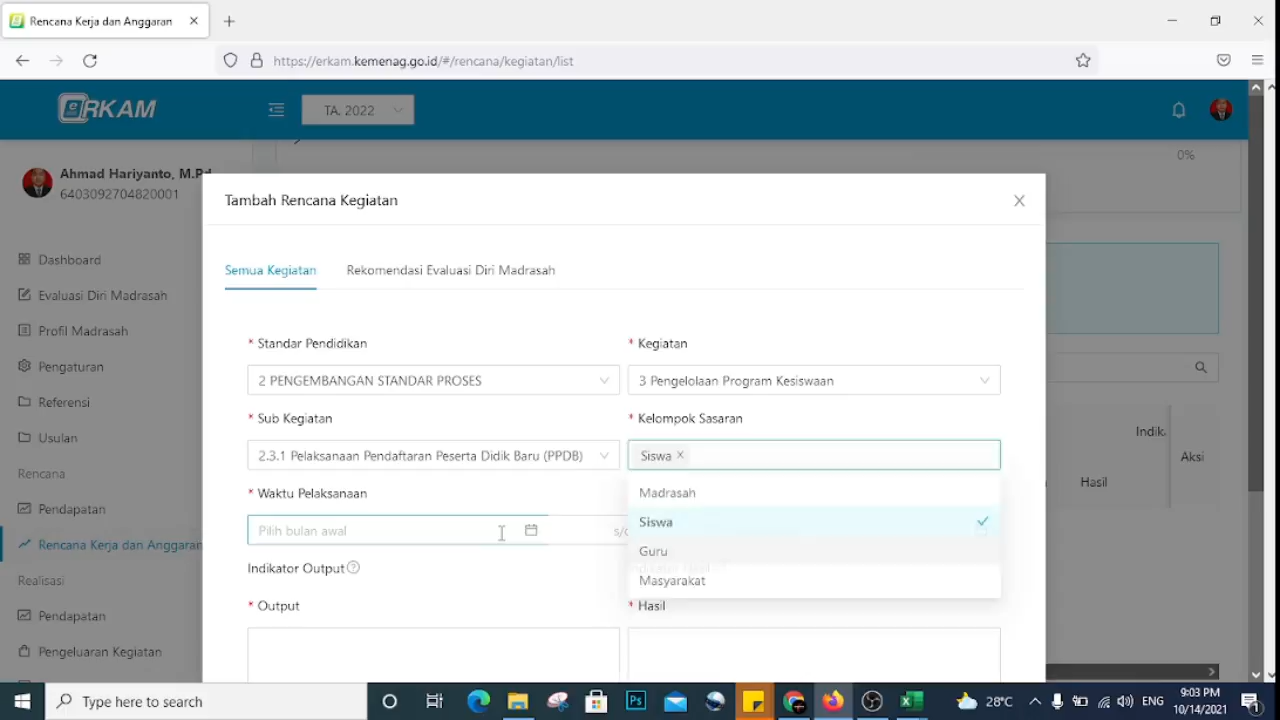 Rencana Kerja dan Anggaran
https://erkam.kemenag.go.id/#/rencana/kegiatan/list
eRKAM
TA. 2022
Ahmad Hariyanto, M.Pd
6403092704820001
0%
Tambah Rencana Kegiatan
Semua Kegiatan
Rekomendasi Evaluasi Diri Madrasah
Dashboard
Evaluasi Diri Madrasah
Profil Madrasah
Pengaturan
Referensi
Usulan
Rencana
Pendapatan
Rencana Kerja dan Anggaran
Realisasi
Pendapatan
Pengeluaran Kegiatan
* Standar Pendidikan
* Kegiatan
2 PENGEMBANGAN STANDAR PROSES
3 Pengelolaan Program Kesiswaan
* Sub Kegiatan
* Kelompok Sasaran
2.3.1 Pelaksanaan Pendaftaran Peserta Didik Baru (PPDB)
Siswa
* Waktu Pelaksanaan
Madrasah
Siswa
Guru
Masyarakat
Pilih bulan awal
Indikator Output
* Output
* Hasil
Indik
Aksi
Hasil
Type here to search
28°C
ENG
9:03 PM
10/14/2021